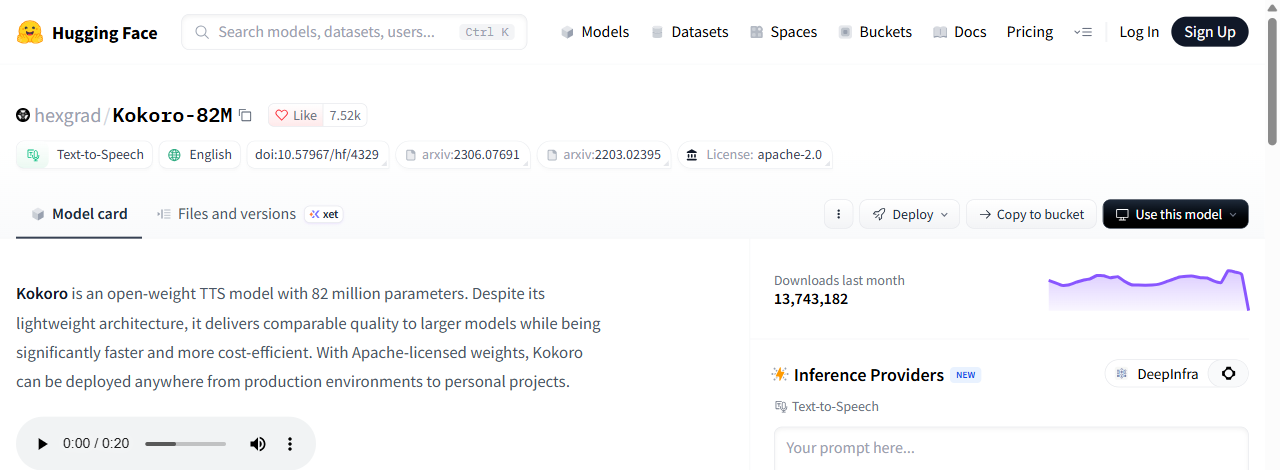 Hugging Face
Search models, datasets, users...
Ctrl K
Models
Datasets
Spaces
Buckets
Docs
Pricing
Log In
Sign Up
hexgrad/Kokoro-82M
Like
7.52k
Text-to-Speech
English
doi:10.57967/hf/4329
arxiv:2306.07691
arxiv:2203.02395
License: apache-2.0
Model card
Files and versions
xet
Deploy
Copy to bucket
Use this model
Kokoro is an open-weight TTS model with 82 million parameters. Despite its
lightweight architecture, it delivers comparable quality to larger models while being
significantly faster and more cost-efficient. With Apache-licensed weights, Kokoro
can be deployed anywhere from production environments to personal projects.
0:00 / 0:20
Downloads last month
13,743,182
Inference Providers
NEW
DeepInfra
Text-to-Speech
Your prompt here...